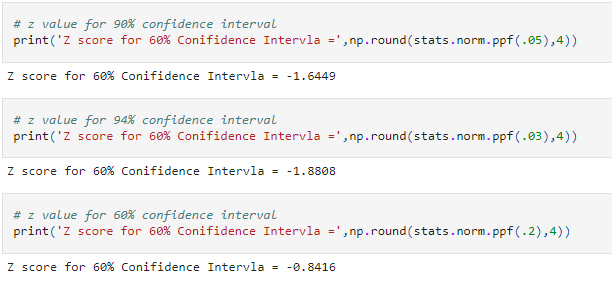 # z value for 90% confidence interval
print('Z score for 60% Conifidence Intervla =',np.round(stats.norm.ppf(.05),4))
Z score for 60% Conifidence Intervla = -1.6449
# z value for 94% confidence interval
print('Z score for 60% Conifidence Intervla =',np.round(stats.norm.ppf(.03),4))
Z score for 60% Conifidence Intervla = -1.8808
# z value for 60% confidence interval
print('Z score for 60% Conifidence Intervla =',np.round(stats.norm.ppf(.2),4))
Z score for 60% Conifidence Intervla = -0.8416